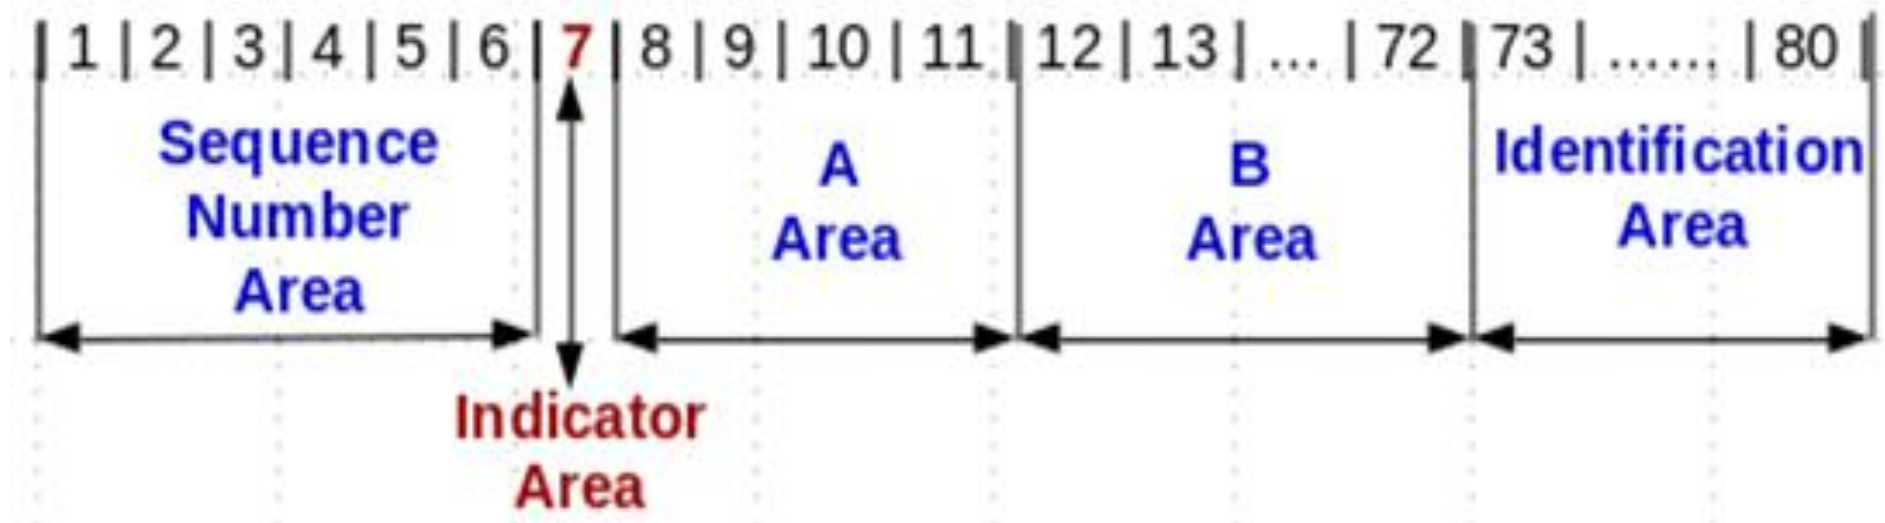 | 1 | 2 | 3 | 4 | 5 | 6 | 7 | 8 | 9 | 10 | 11 | 12 | 13 | ... | 72 | 73 | ...... | 80 |
Sequence
Number
Area
A
Area
B
Area
Identification
Area
Indicator
Area